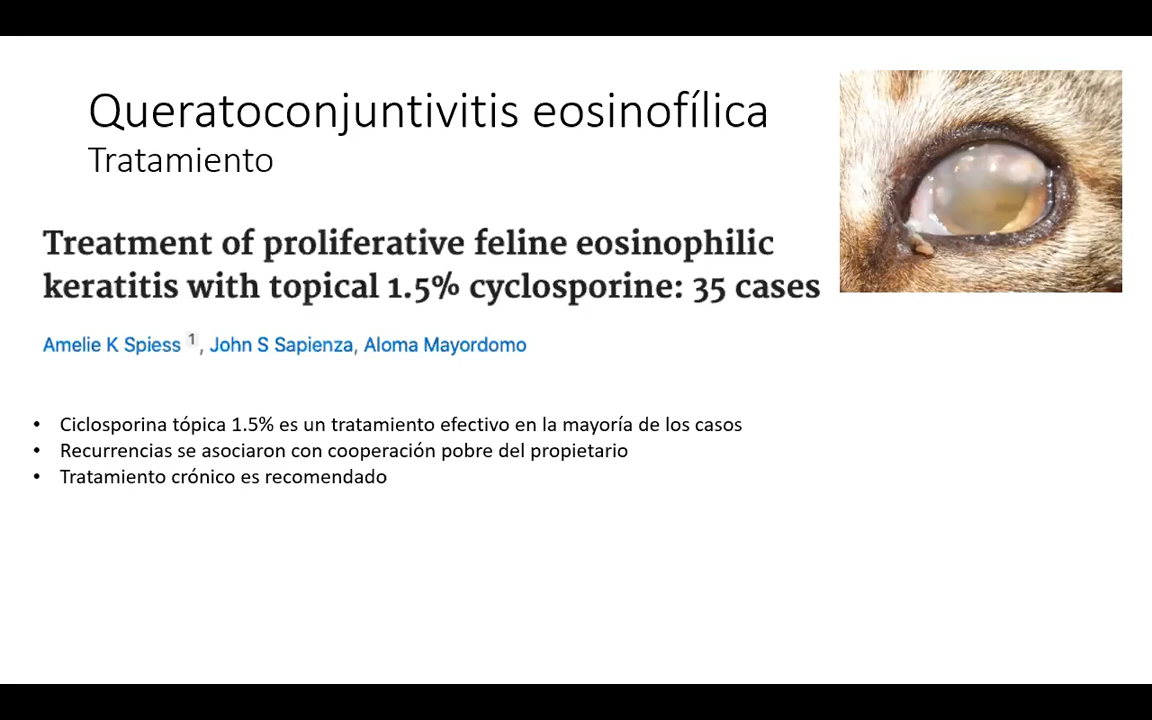 Queratoconjuntivitis eosinofílica
Tratamiento
Treatment of proliferative feline eosinophilic
keratitis with topical 1.5% cyclosporine: 35 cases
Amelie K Spiess 1, John S Sapienza, Aloma Mayordomo
• Ciclosporina tópica 1.5% es un tratamiento efectivo en la mayoría de los casos
• Recurrencias se asociaron con cooperación pobre del propietario
• Tratamiento crónico es recomendado